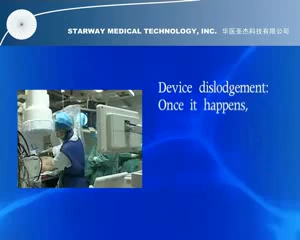 STARWAY MEDICAL TECHNOLOGY, INC. 华医圣杰科技有限公司
Device dislodgement:
Once it happens,